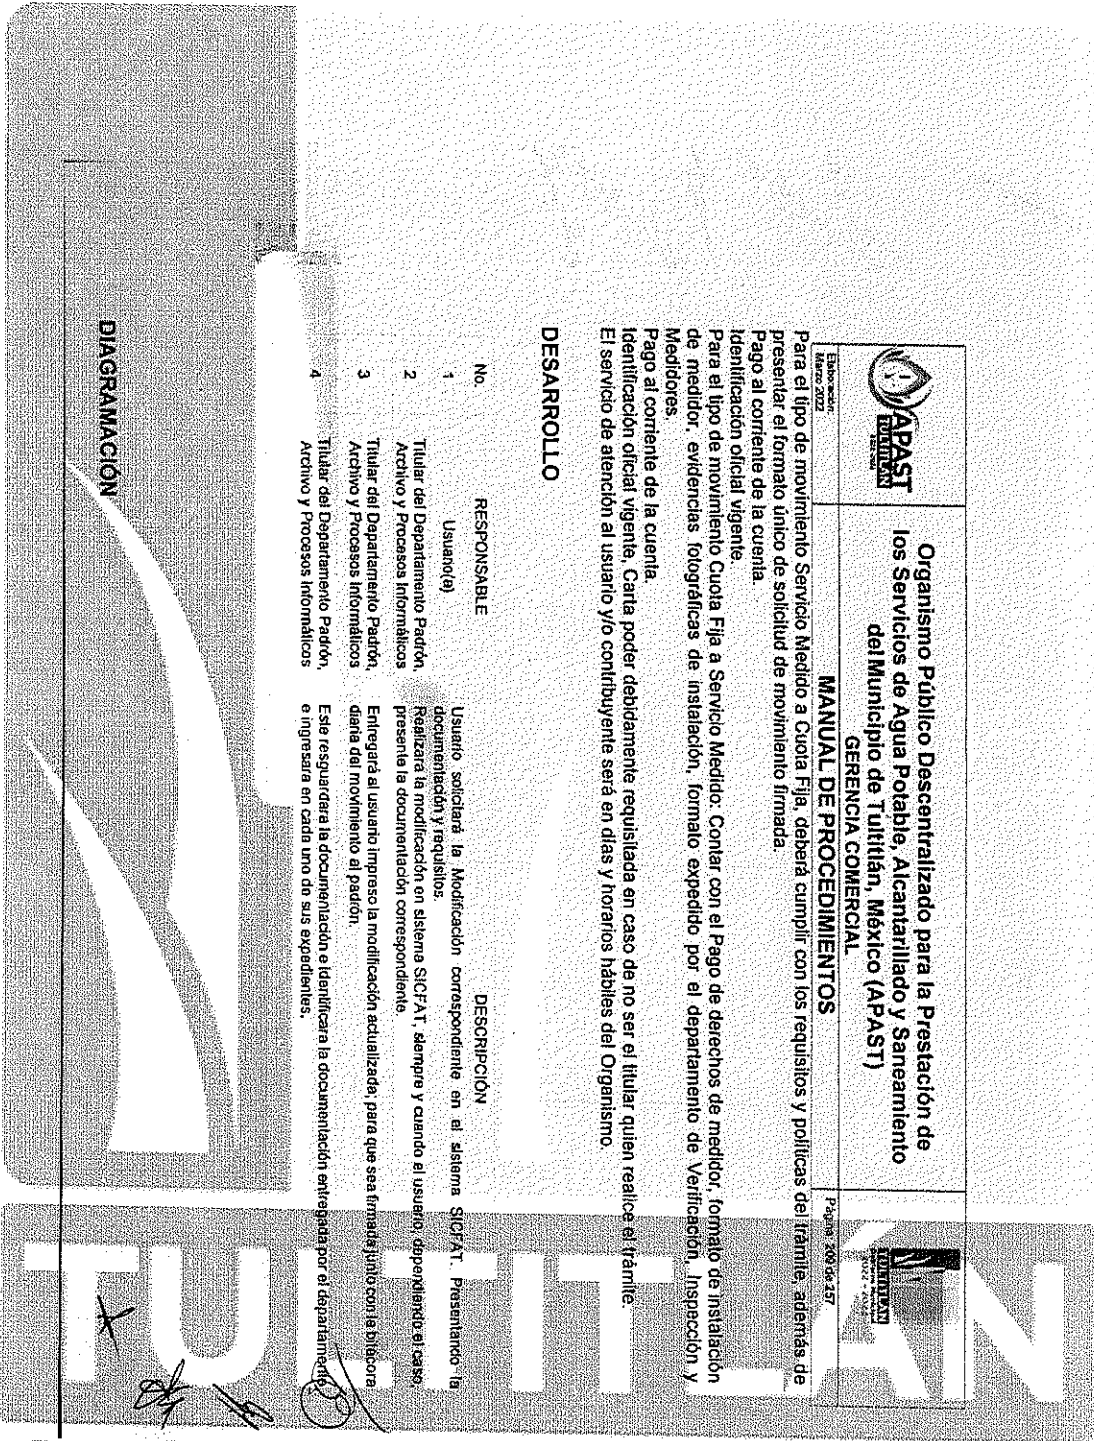 APAST
TULTITLÁN
Organismo Público Descentralizado para la Prestación de
los Servicios de Agua Potable, Alcantarillado y Saneamiento
del Municipio de Tultitlán, México (APAST)
GERENCIA COMERCIAL
MANUAL DE PROCEDIMIENTOS
TULTITLÁN
Elaboración:
Marzo 2022
Página 209 de 257
Para el tipo de movimiento Servicio Medido a Cuota Fija, deberá cumplir con los requisitos y políticas del trámite, además de
presentar el formato único de solicitud de movimiento firmada.
Pago al corriente de la cuenta.
Identificación oficial vigente.
Para el tipo de movimiento Cuota Fija a Servicio Medido: Contar con el Pago de derechos de medidor, formato de instalación
de medidor, evidencias fotográficas de instalación, formato expedido por el departamento de Verificación, Inspección y
Medidores.
Pago al corriente de la cuenta.
Identificación oficial vigente, Carta poder debidamente requisitada en caso de no ser el titular quien realice el trámite.
El servicio de atención al usuario y/o contribuyente será en días y horarios hábiles del Organismo.
DESARROLLO
No. RESPONSABLE DESCRIPCIÓN
1 Usuario(a) Usuario solicitará la Modificación correspondiente en el sistema SICFAT. Presentando la
documentación y requisitos.
2 Titular del Departamento Padrón, Realizará la modificación en sistema SICFAT, siempre y cuando el usuario, dependiendo el caso,
Archivo y Procesos Informáticos presente la documentación correspondiente.
3 Titular del Departamento Padrón, Entregará al usuario impreso la modificación actualizada, para que sea firmada junto con la bitácora
Archivo y Procesos Informáticos diaria del movimiento al padrón.
4 Titular del Departamento Padrón, Este resguardara la documentación e identificara la documentación entregada por el departamento,
Archivo y Procesos Informáticos e ingresara en cada uno de sus expedientes.
DIAGRAMACIÓN
TULTITLÁN